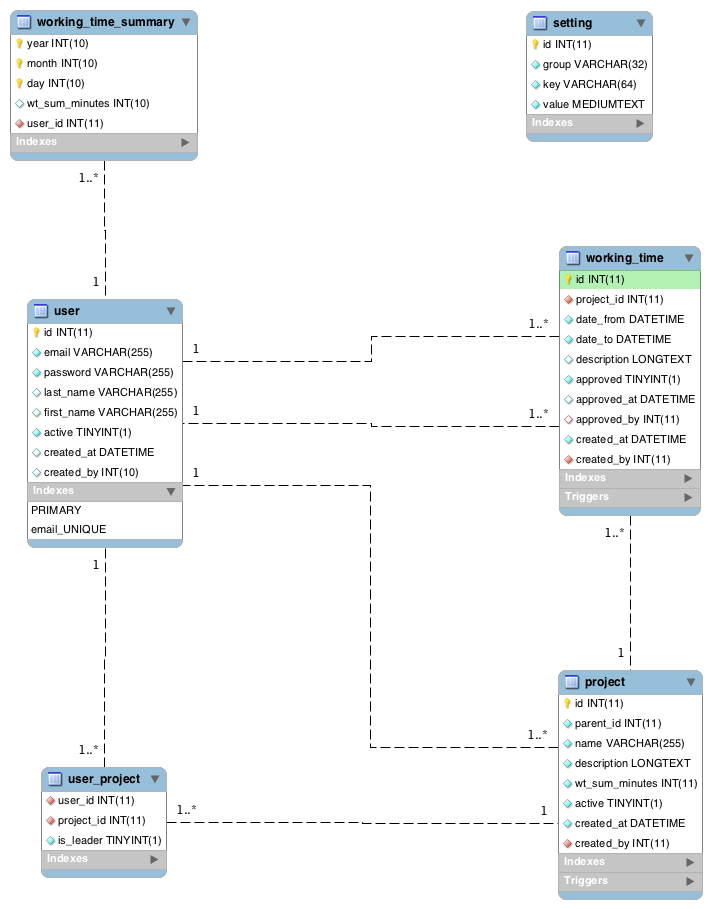 working_time_summary
year INT(10)
month INT(10)
day INT(10)
wt_sum_minutes INT(10)
user_id INT(11)
Indexes
setting
id INT(11)
group VARCHAR(32)
key VARCHAR(64)
value MEDIUMTEXT
Indexes
1..*
1
user
id INT(11)
email VARCHAR(255)
password VARCHAR(255)
last_name VARCHAR(255)
first_name VARCHAR(255)
active TINYINT(1)
created_at DATETIME
created_by INT(10)
Indexes
PRIMARY
email_UNIQUE
1
1..*
1
1..*
1
1..*
working_time
id INT(11)
project_id INT(11)
date_from DATETIME
date_to DATETIME
description LONGTEXT
approved TINYINT(1)
approved_at DATETIME
approved_by INT(11)
created_at DATETIME
created_by INT(11)
Indexes
Triggers
1..*
1
1
1..*
user_project
user_id INT(11)
project_id INT(11)
is_leader TINYINT(1)
Indexes
1..*
1
project
id INT(11)
parent_id INT(11)
name VARCHAR(255)
description LONGTEXT
wt_sum_minutes INT(11)
active TINYINT(1)
created_at DATETIME
created_by INT(11)
Indexes
Triggers